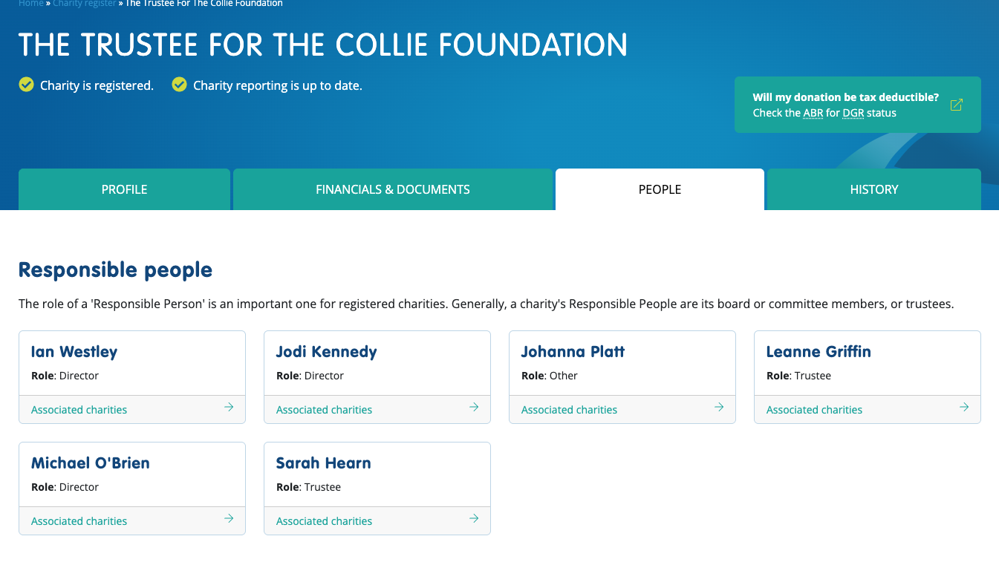 Home » Charity register » The Trustee For The Collie Foundation
THE TRUSTEE FOR THE COLLIE FOUNDATION
Charity is registered. Charity reporting is up to date.
Will my donation be tax deductible?
Check the ABR for DGR status
PROFILE FINANCIALS & DOCUMENTS PEOPLE HISTORY
Responsible people
The role of a 'Responsible Person' is an important one for registered charities. Generally, a charity's Responsible People are its board or committee members, or trustees.
Ian Westley
Role: Director
Associated charities
Jodi Kennedy
Role: Director
Associated charities
Johanna Platt
Role: Other
Associated charities
Leanne Griffin
Role: Trustee
Associated charities
Michael O'Brien
Role: Director
Associated charities
Sarah Hearn
Role: Trustee
Associated charities